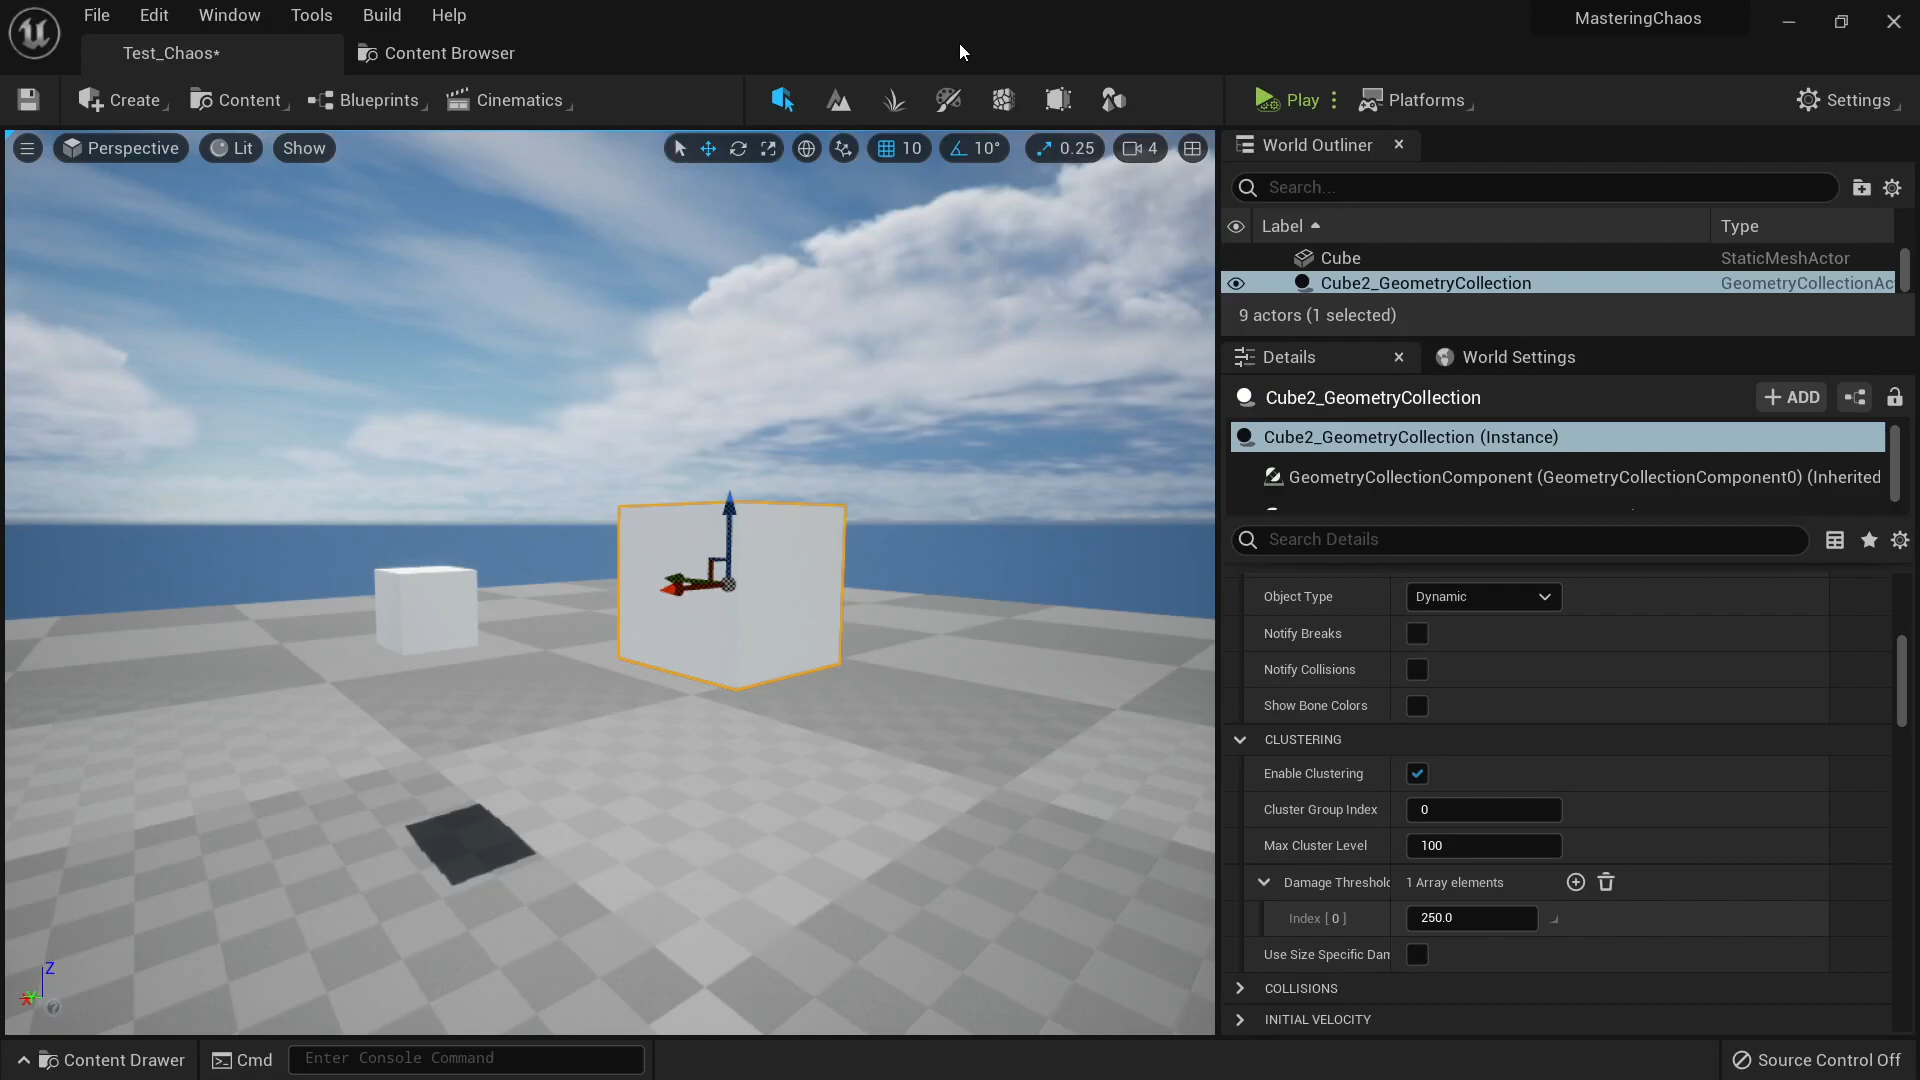 File Edit Window Tools Build Help
MasteringChaos
Test_Chaos*
Content Browser
Create
Content
Blueprints
Cinematics
Play
Platforms
Settings
Perspective
Lit
Show
10
10°
0.25
4
World Outliner
Search...
Label
Type
Cube
StaticMeshActor
Cube2_GeometryCollection
GeometryCollectionAc
9 actors (1 selected)
Details
World Settings
Cube2_GeometryCollection
ADD
Cube2_GeometryCollection (Instance)
GeometryCollectionComponent (GeometryCollectionComponent0) (Inherited
Search Details
Object Type
Dynamic
Notify Breaks
Notify Collisions
Show Bone Colors
CLUSTERING
Enable Clustering
Cluster Group Index
0
Max Cluster Level
100
Damage Threshold
1 Array elements
Index [ 0 ]
250.0
Use Size Specific Dam
COLLISIONS
INITIAL VELOCITY
Z
X
Y
?
Content Drawer
Cmd
Enter Console Command
Source Control Off